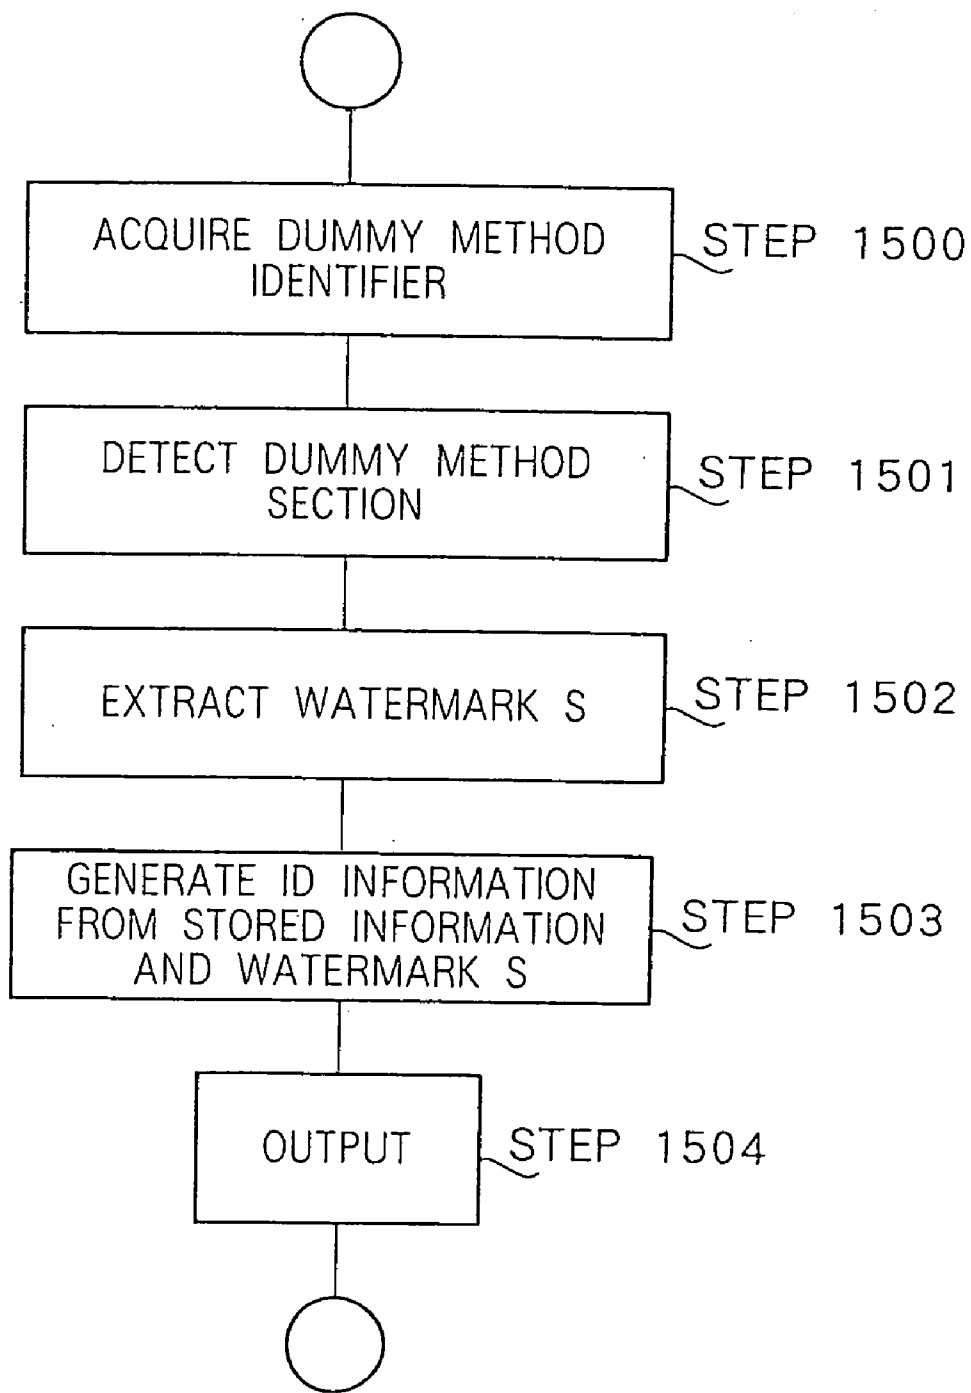 ACQUIRE DUMMY METHOD
IDENTIFIER
STEP 1500
DETECT DUMMY METHOD
SECTION
STEP 1501
EXTRACT WATERMARK S
STEP 1502
GENERATE ID INFORMATION
FROM STORED INFORMATION
AND WATERMARK S
STEP 1503
OUTPUT
STEP 1504